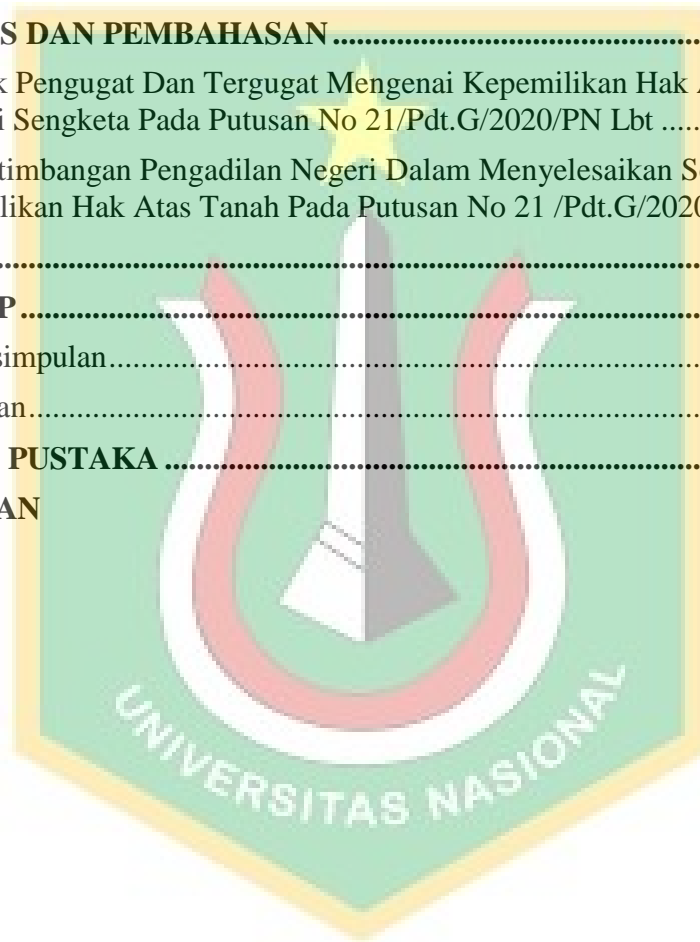 S DAN PEMBAHASAN.......................................................
k Pengugat Dan Tergugat Mengenai Kepemilikan Hak A
i Sengketa Pada Putusan No 21/Pdt.G/2020/PN Lbt .....
timbangan Pengadilan Negeri Dalam Menyelesaikan S
likan Hak Atas Tanah Pada Putusan No 21 /Pdt.G/2020
...............................................................................................
P...........................................................................................
simpulan...............................................................................
an...........................................................................................
PUSTAKA .........................................................................
AN
UNIVERSITAS NASIONAL